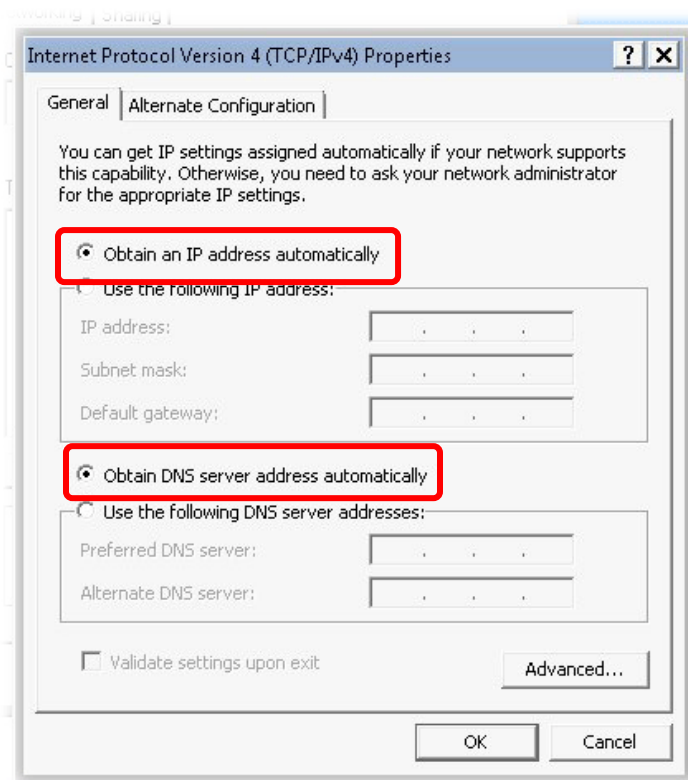 Sharing
Internet Protocol Version 4 (TCP/IPv4) Properties
?
General
Alternate Configuration
You can get IP settings assigned automatically if your network supports
this capability. Otherwise, you need to ask your network administrator
for the appropriate IP settings.
Obtain an IP address automatically
Use the following IP address:
IP address:
Subnet mask:
Default gateway:
Obtain DNS server address automatically
Use the following DNS server addresses:
Preferred DNS server:
Alternate DNS server:
Validate settings upon exit
Advanced...
OK
Cancel